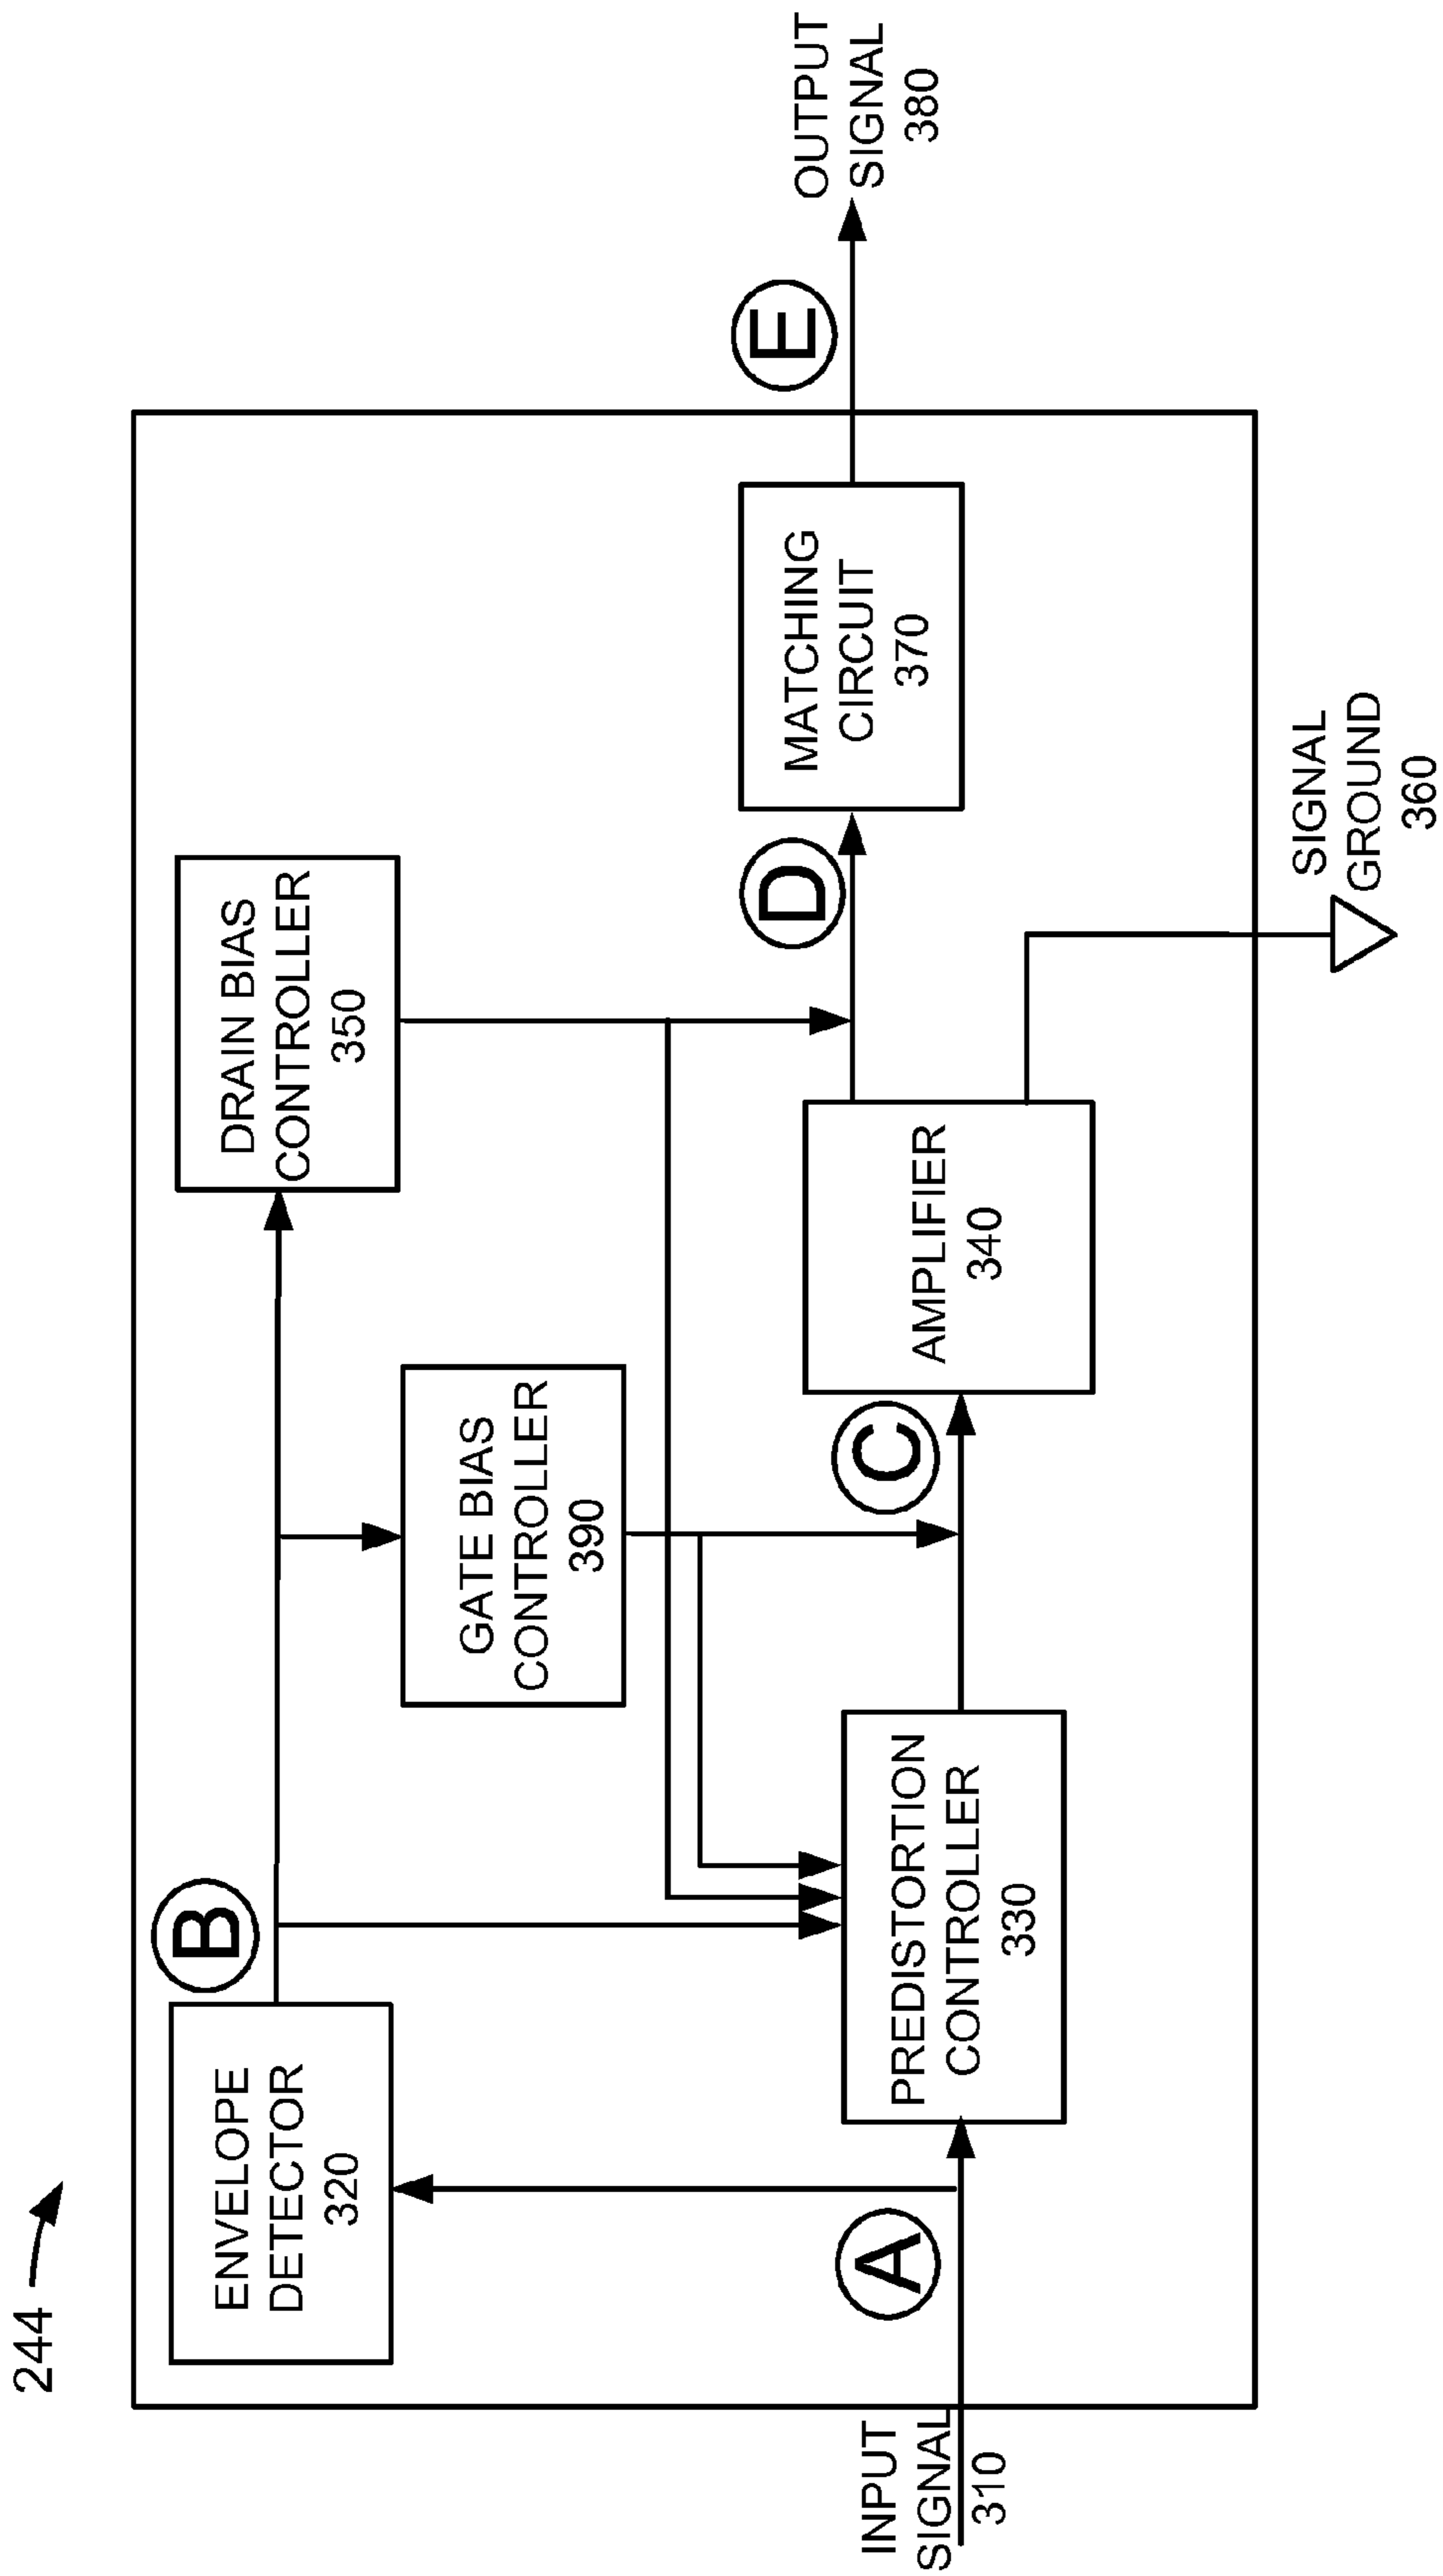 244
ENVELOPE
DETECTOR
320
B
DRAIN BIAS
CONTROLLER
350
GATE BIAS
CONTROLLER
390
INPUT
SIGNAL
310
A
PREDISTORTION
CONTROLLER
330
C
AMPLIFIER
340
D
MATCHING
CIRCUIT
370
E
OUTPUT
SIGNAL
380
SIGNAL
GROUND
360